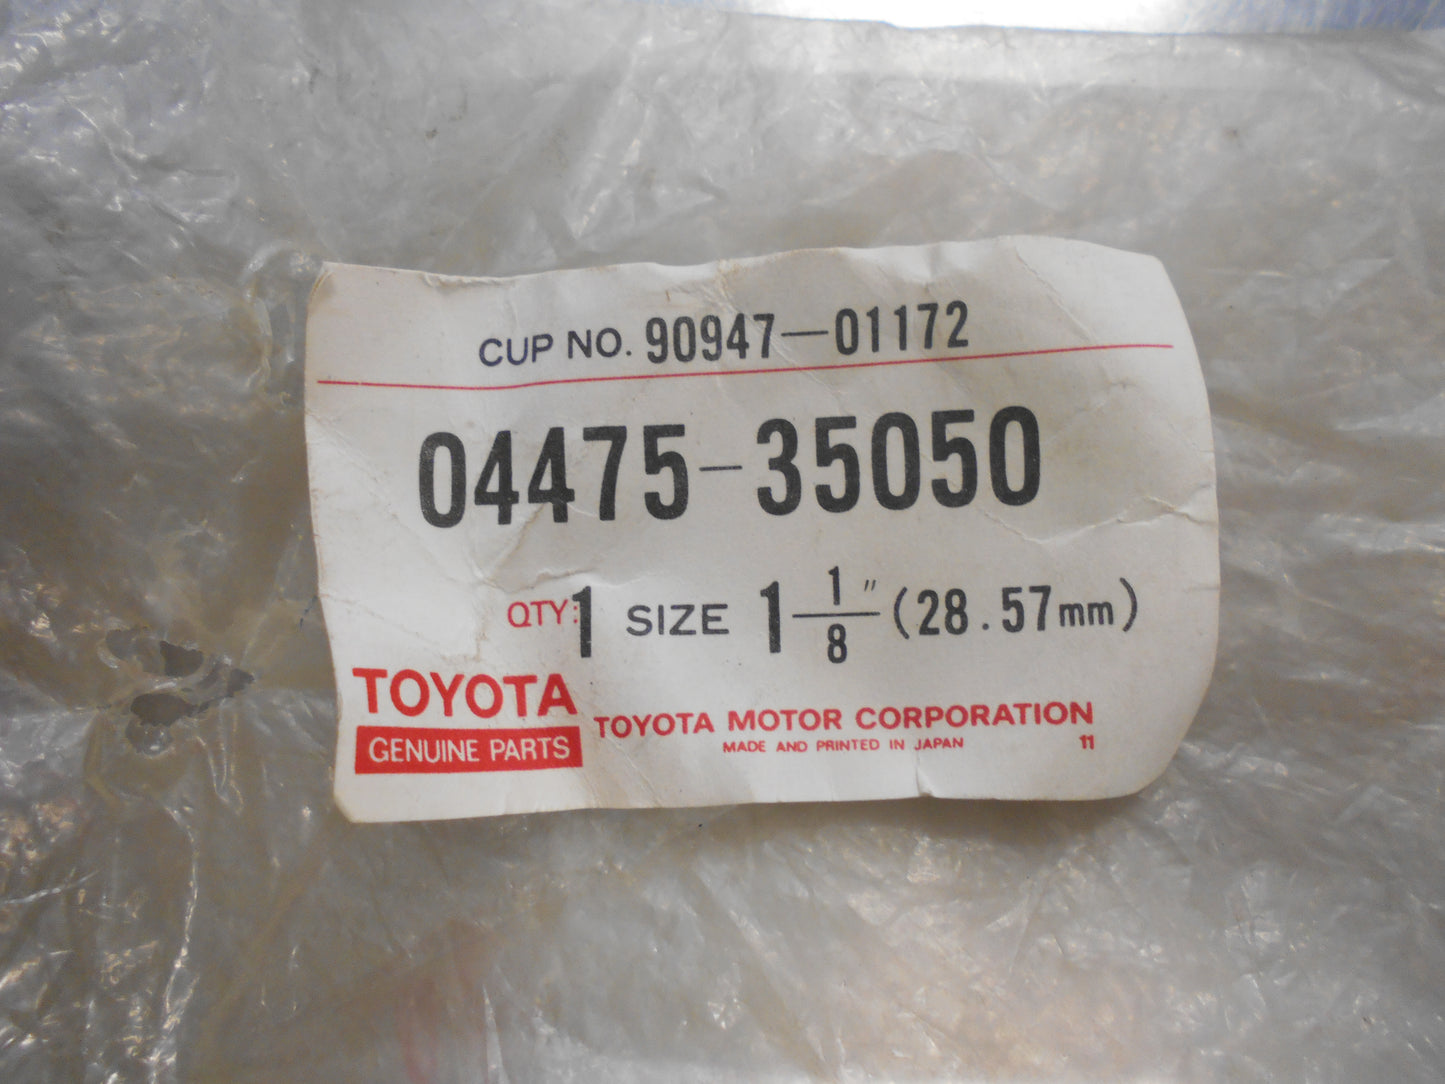 CUP NO. 90947-01172
04475-35050
QTY: 1 SIZE 1 1/8" (28.57mm)
TOYOTA
GENUINE PARTS
TOYOTA MOTOR CORPORATION
MADE AND PRINTED IN JAPAN 11